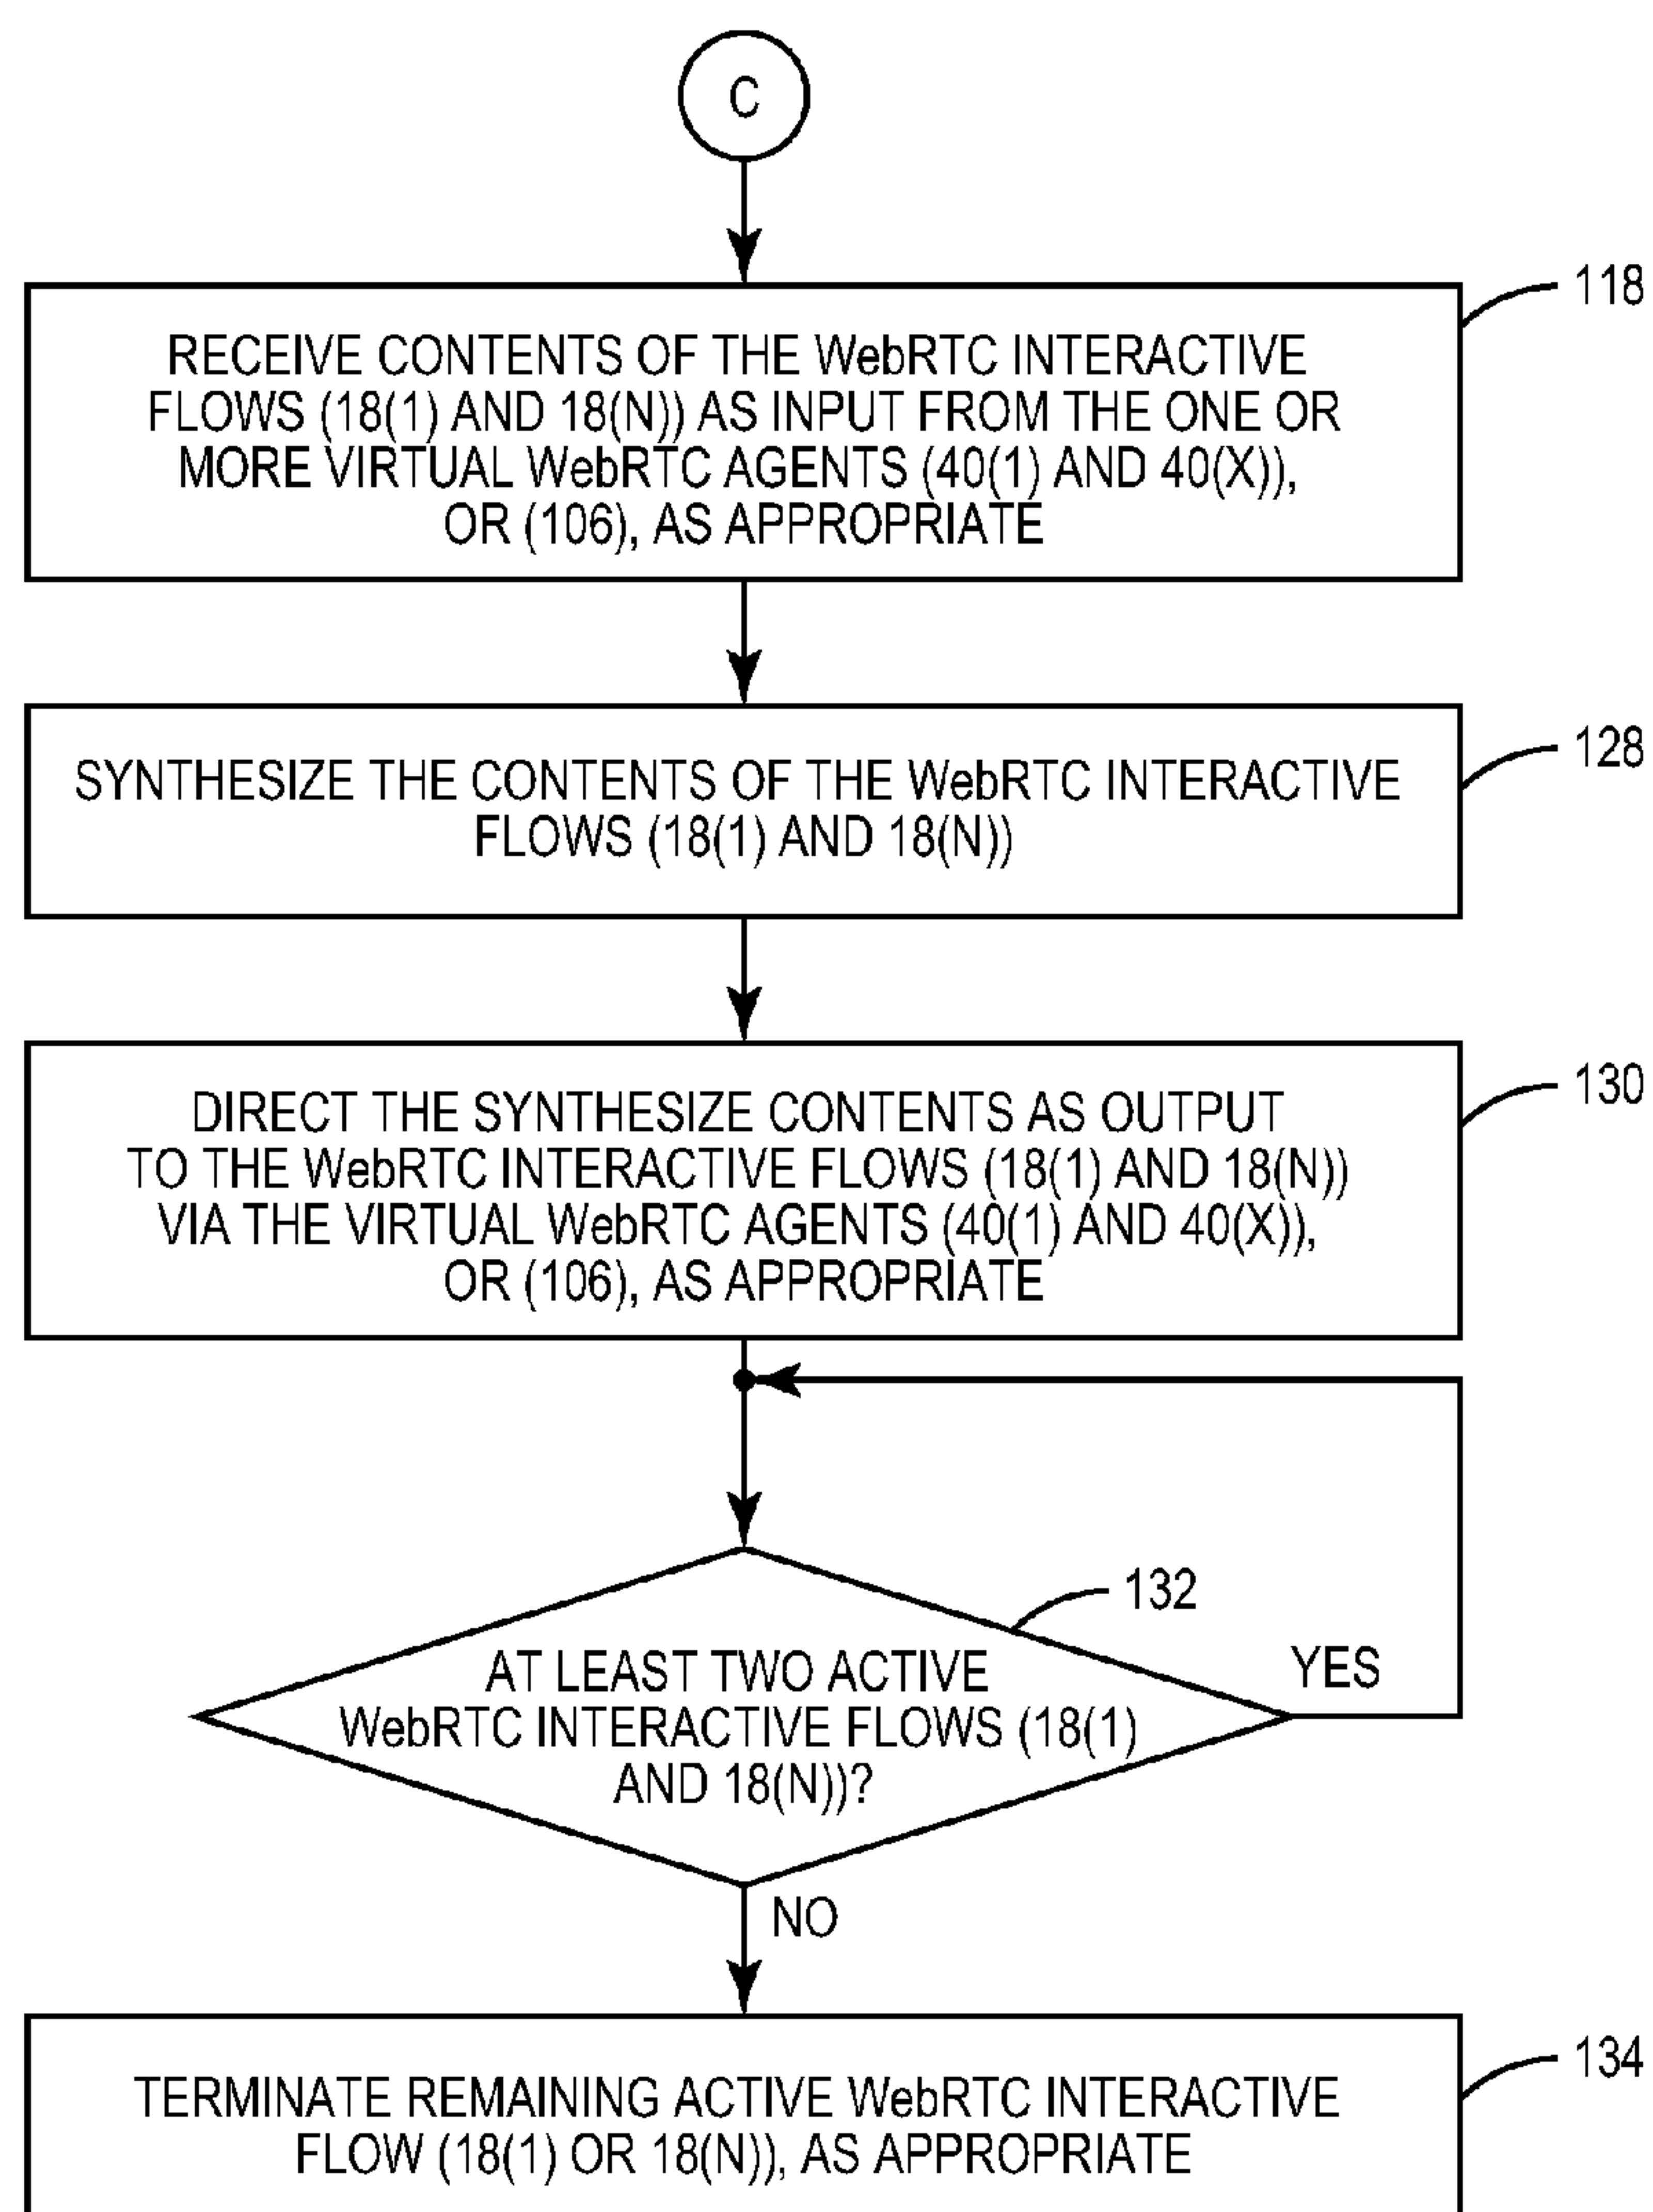 C
118
RECEIVE CONTENTS OF THE WebRTC INTERACTIVE
FLOWS (18(1) AND 18(N)) AS INPUT FROM THE ONE OR
MORE VIRTUAL WebRTC AGENTS (40(1) AND 40(X)),
OR (106), AS APPROPRIATE
128
SYNTHESIZE THE CONTENTS OF THE WebRTC INTERACTIVE
FLOWS (18(1) AND 18(N))
130
DIRECT THE SYNTHESIZE CONTENTS AS OUTPUT
TO THE WebRTC INTERACTIVE FLOWS (18(1) AND 18(N))
VIA THE VIRTUAL WebRTC AGENTS (40(1) AND 40(X)),
OR (106), AS APPROPRIATE
132
AT LEAST TWO ACTIVE
WebRTC INTERACTIVE FLOWS (18(1)
AND 18(N))?
YES
NO
134
TERMINATE REMAINING ACTIVE WebRTC INTERACTIVE
FLOW (18(1) OR 18(N)), AS APPROPRIATE